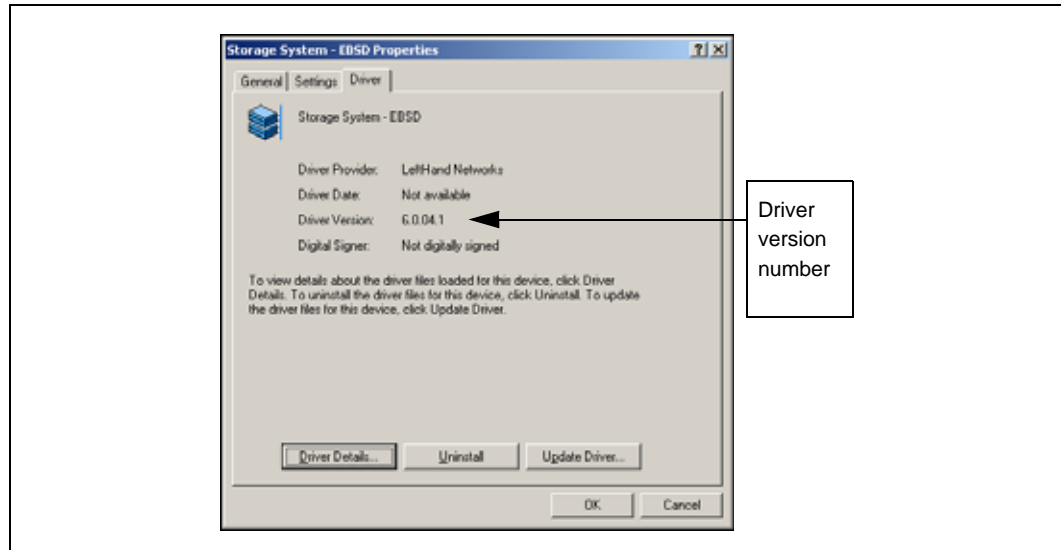 Storage System - EBSD Properties
General Settings Driver
Storage System - EBSD
Driver Provider: LeftHand Networks
Driver Date: Not available
Driver Version: 6.0.04.1
Digital Signer: Not digitally signed
To view details about the driver files loaded for this device, click Driver
Details. To uninstall the driver files for this device, click Uninstall. To update
the driver files for this device, click Update Driver.
Driver Details... Uninstall Update Driver...
OK Cancel
Driver
version
number